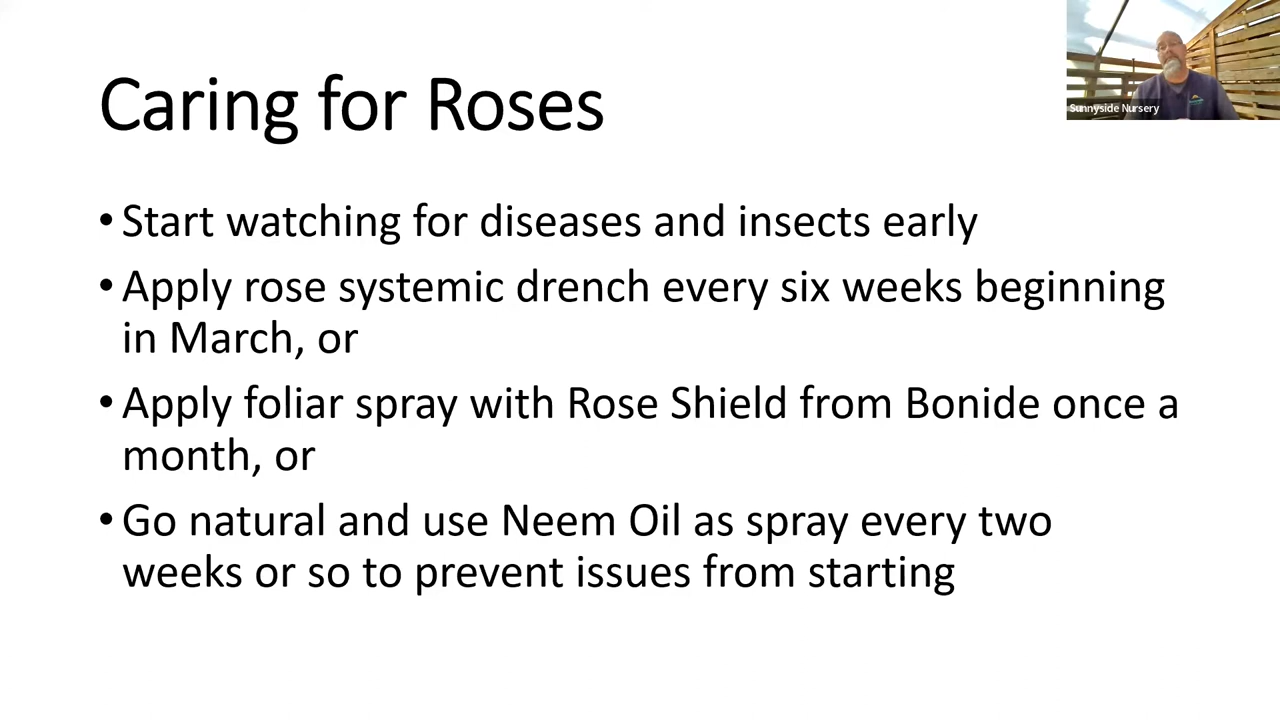 Caring for Roses
Sunnyside Nursery
• Start watching for diseases and insects early
• Apply rose systemic drench every six weeks beginning
in March, or
• Apply foliar spray with Rose Shield from Bonide once a
month, or
• Go natural and use Neem Oil as spray every two
weeks or so to prevent issues from starting